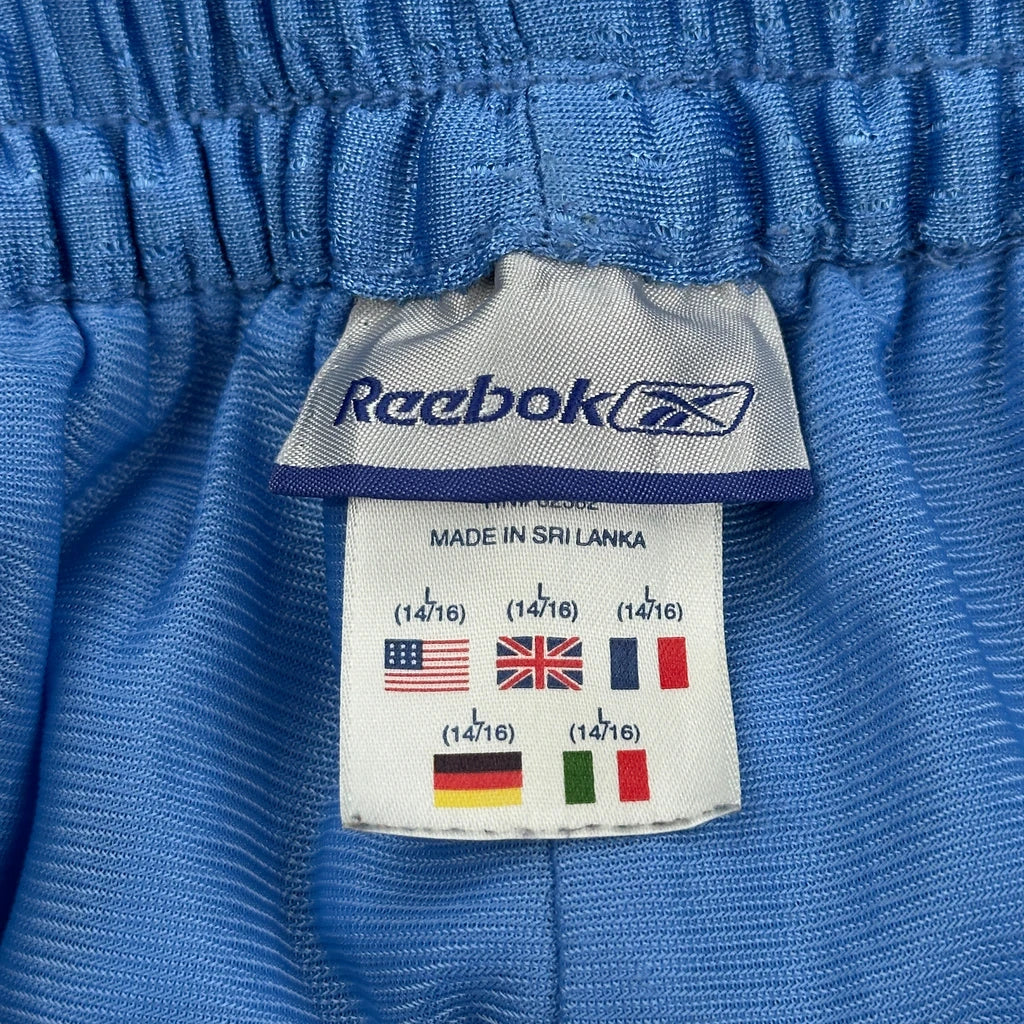 Reebok
MADE IN SRI LANKA
L L L
(14/16) (14/16) (14/16)
L L
(14/16) (14/16)